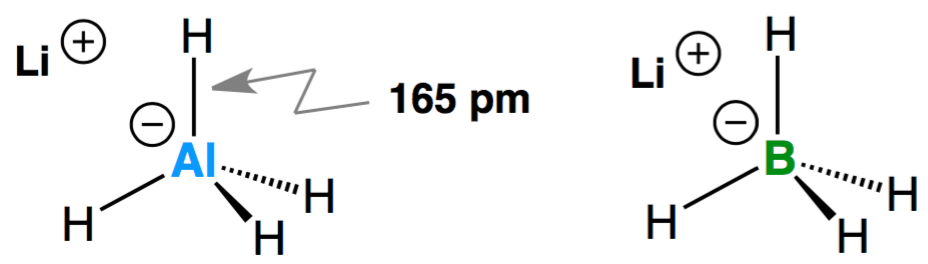 Li + H
165 pm
− Al
H H H
Li + H
− B
H H H